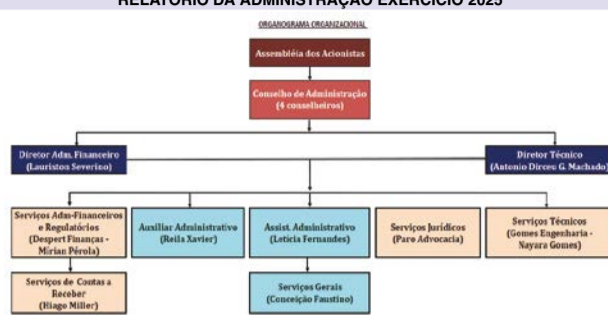 RELATÓRIO DA ADMINISTRAÇÃO EXERCÍCIO 2025
ORGANOGRAMA ORGANIZACIONAL
Assembléia dos Acionistas
Conselho de Administração
(4 conselheiros)
Diretor Adm. Financeiro
(Lauriston Severino)
Diretor Técnico
(Antonio Dirceu G. Machado)
Serviços Adm-Financeiros
e Regulatórios
(Despert Finanças -
Mirian Pérola)
Auxiliar Administrativo
(Reila Xavier)
Assist. Administrativo
(Letícia Fernandes)
Serviços Jurídicos
(Paro Advocacia)
Serviços Técnicos
(Gomes Engenharia -
Nayara Gomes)
Serviços de Contas a
Receber
(Hiago Miller)
Serviços Gerais
(Conceição Faustino)